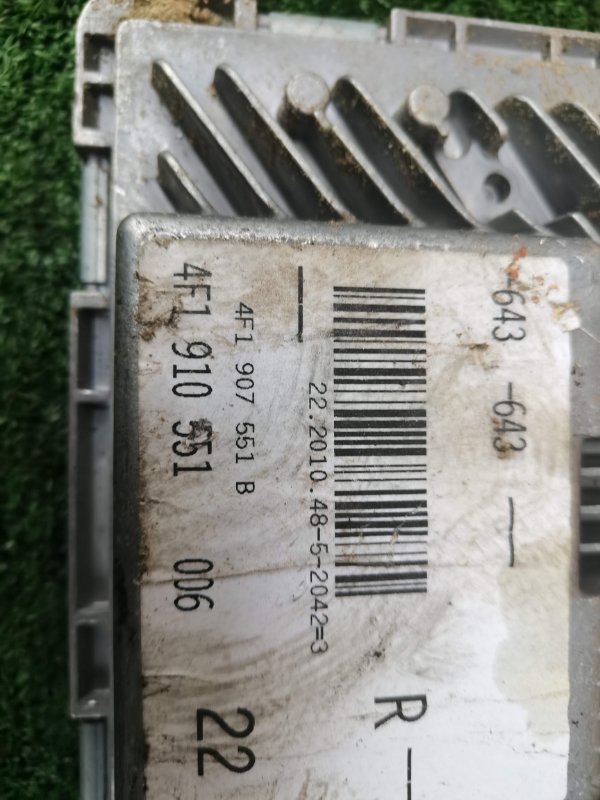 -643 -643 —
R --
22.2010.48-5-2042=3
——
4F1 907 551 B
4F1 910 551 006 22